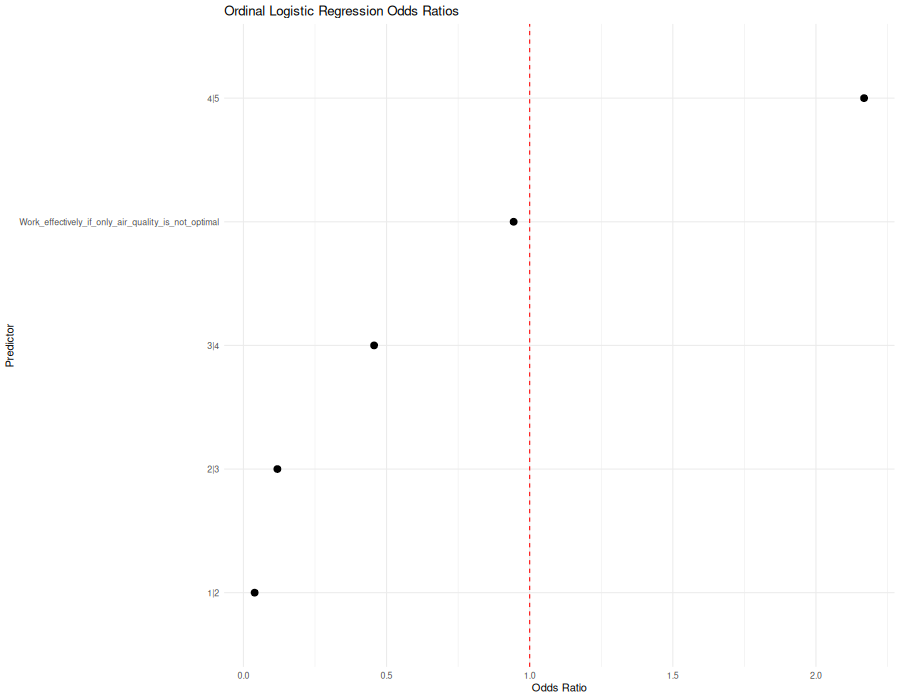 Ordinal Logistic Regression Odds Ratios
Predictor
4|5
Work_effectively_if_only_air_quality_is_not_optimal
3|4
2|3
1|2
0.0 0.5 1.0 1.5 2.0
Odds Ratio